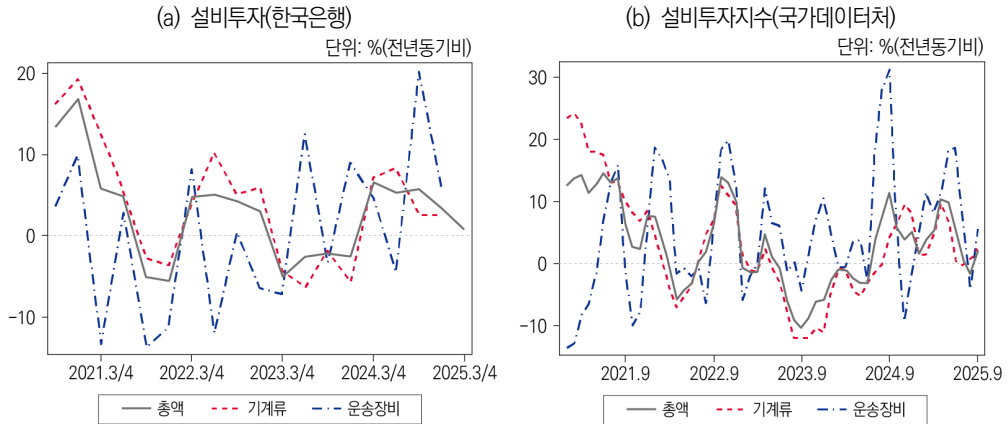 (a) 설비투자(한국은행)
단위: %(전년동기비)
20
10
0
-10
2021.3/4 2022.3/4 2023.3/4 2024.3/4 2025.3/4
총액 기계류 운송장비
(b) 설비투자지수(국가데이터처)
단위: %(전년동기비)
30
20
10
0
-10
2021.9 2022.9 2023.9 2024.9 2025.9
총액 기계류 운송장비